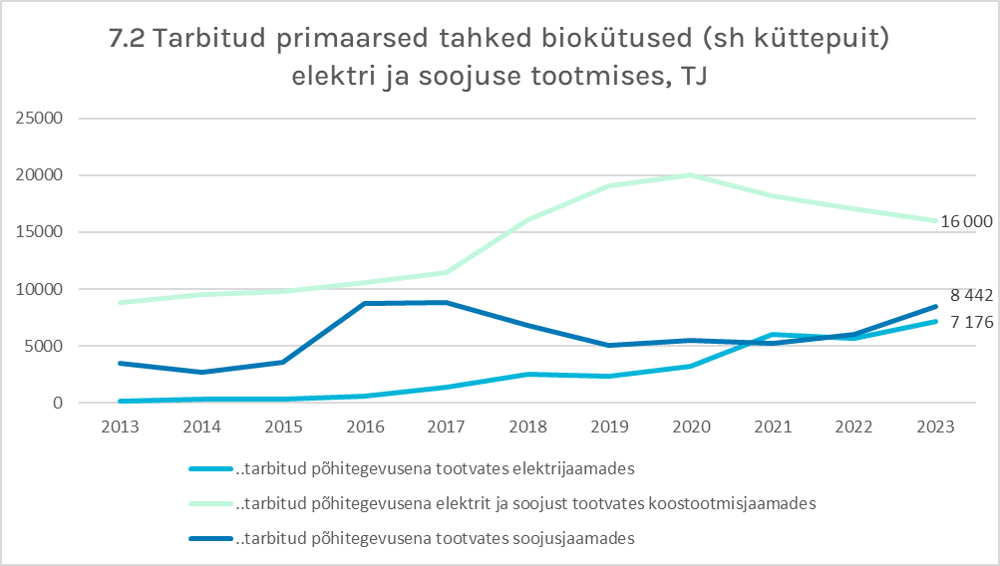 7.2 Tarbitud primaarsed tahked biokütused (sh küttepuit)
elektri ja soojuse tootmises, TJ
25000
20000
15000
10000
5000
0
16 000
8 442
7 176
2013 2014 2015 2016 2017 2018 2019 2020 2021 2022 2023
..tarbitud põhitegevusena tootvates elektrijaamades
..tarbitud põhitegevusena elektrit ja soojust tootvates koostootmisjaamades
..tarbitud põhitegevusena tootvates soojusjaamades